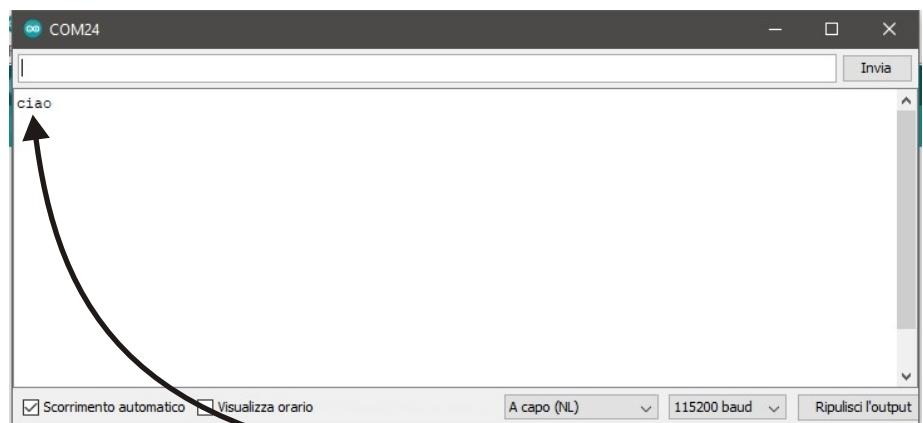 COM24
Invia
ciao
Scorrimento automatico Visualizza orario A capo (NL) 115200 baud Ripulisci l'output